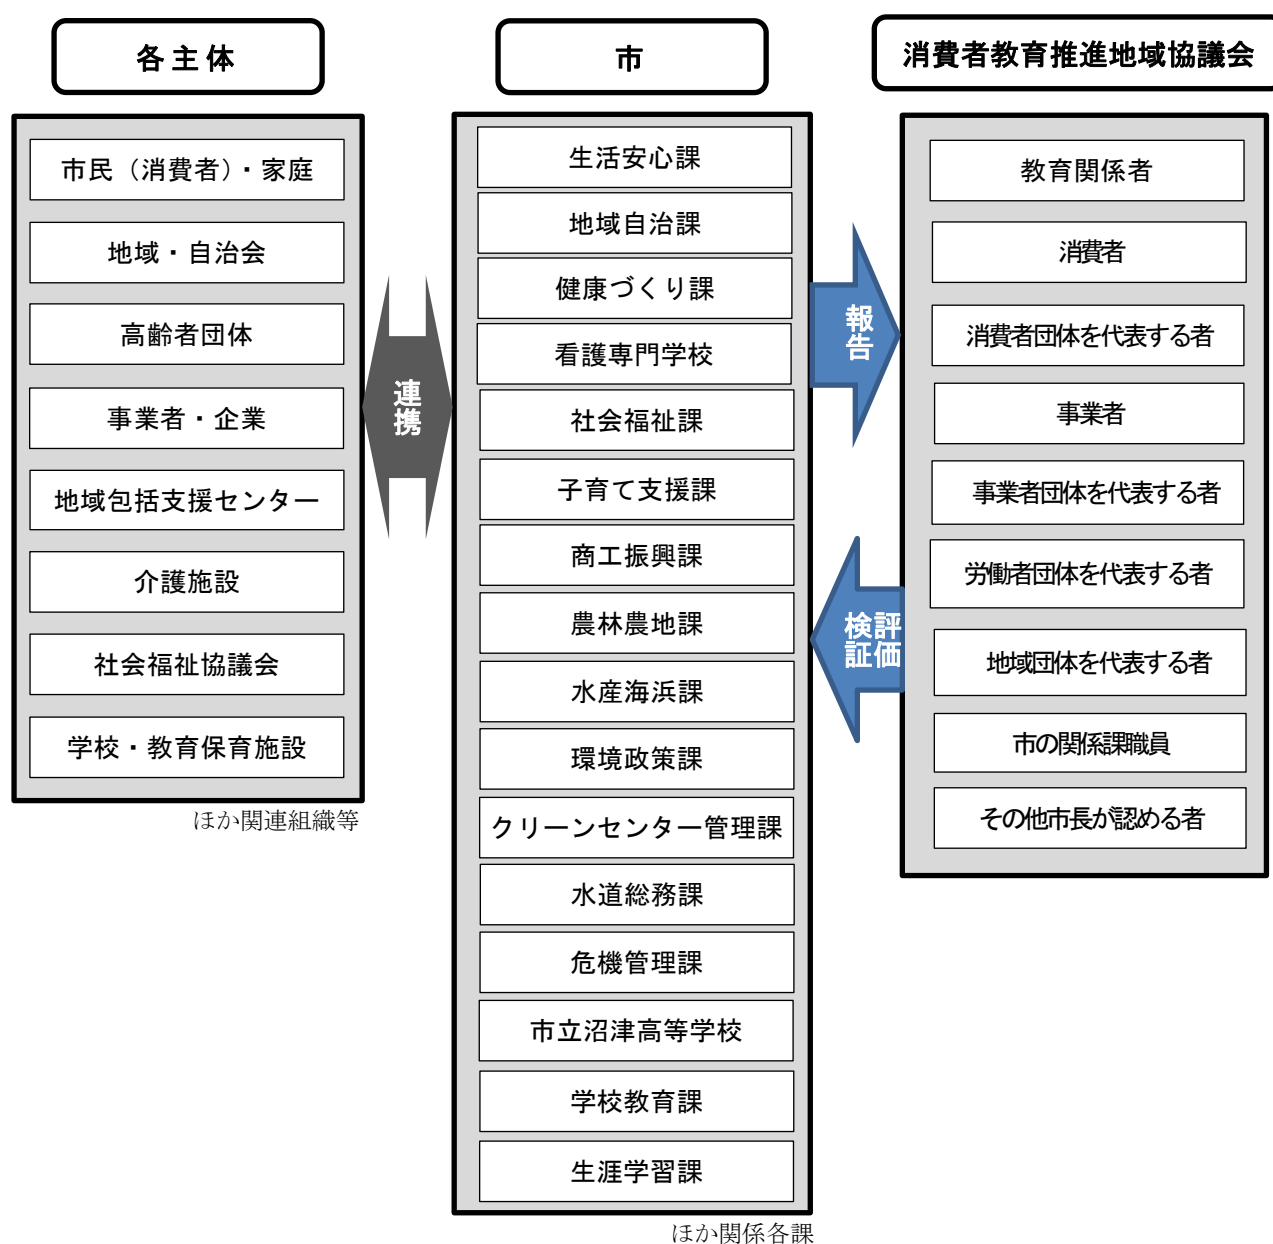 各主体
市民（消費者）・家庭
地域・自治会
高齢者団体
事業者・企業
地域包括支援センター
介護施設
社会福祉協議会
学校・教育保育施設
ほか関連組織等
連携
市
生活安心課
地域自治課
健康づくり課
看護専門学校
社会福祉課
子育て支援課
商工振興課
農林農地課
水産海浜課
環境政策課
クリーンセンター管理課
水道総務課
危機管理課
市立沼津高等学校
学校教育課
生涯学習課
ほか関係各課
報告
評価
検証
消費者教育推進地域協議会
教育関係者
消費者
消費者団体を代表する者
事業者
事業者団体を代表する者
労働者団体を代表する者
地域団体を代表する者
市の関係課職員
その他市長が認める者